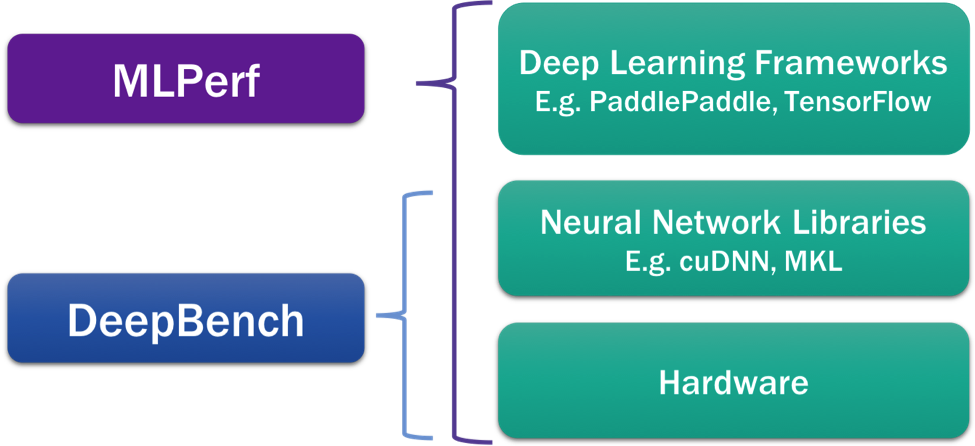 MLPerf
Deep Learning Frameworks
E.g. PaddlePaddle, TensorFlow
Neural Network Libraries
E.g. cuDNN, MKL
DeepBench
Hardware